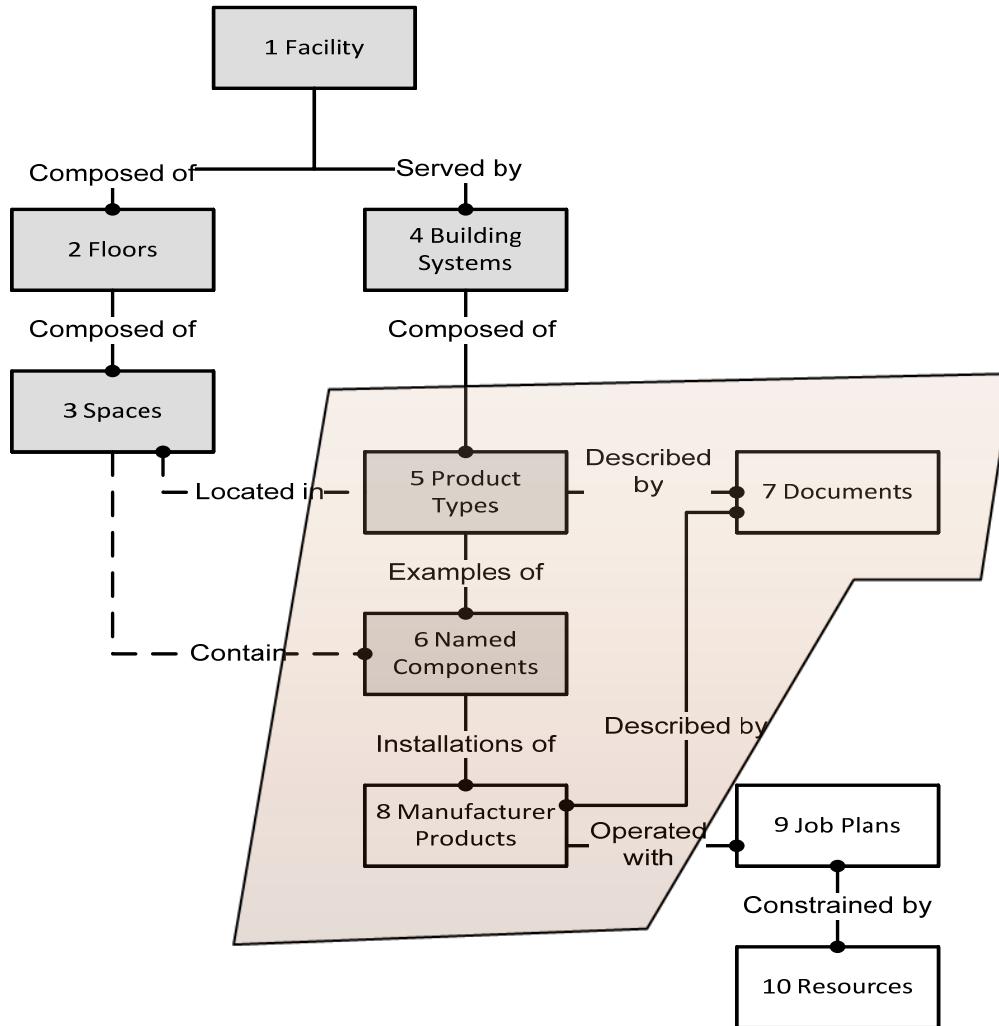 1 Facility
Composed of
Served by
2 Floors
4 Building
Systems
Composed of
Composed of
3 Spaces
Located in
5 Product
Types
Described
by
7 Documents
Examples of
Contain
6 Named
Components
Installations of
Described by
8 Manufacturer
Products
Operated
with
9 Job Plans
Constrained by
10 Resources